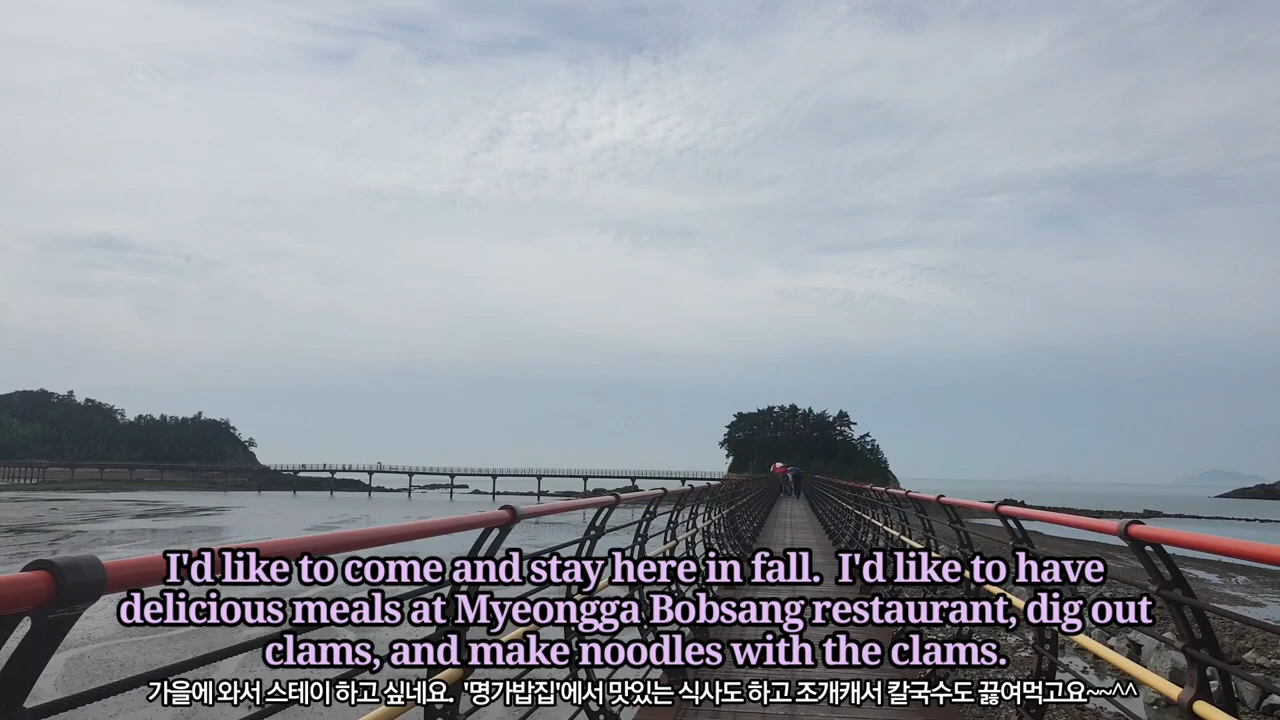 I'd like to come and stay here in fall.  I'd like to have
delicious meals at Myeongga Bobsang restaurant, dig out
clams, and make noodles with the clams.
가을에 와서 스테이 하고 싶네요.  '명가밥집'에서 맛있는 식사도 하고 조개캐서 칼국수도 끓여먹고요~~^^